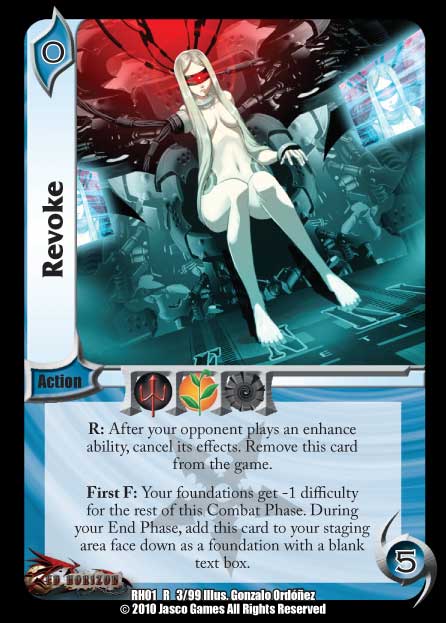 0
Revoke
Action
R: After your opponent plays an enhance
ability, cancel its effects. Remove this card
from the game.
First F: Your foundations get -1 difficulty
for the rest of this Combat Phase. During
your End Phase, add this card to your staging
area face down as a foundation with a blank
text box.
5
RED HORIZON
RH01 R 3/99 Illus. Gonzalo Ordóñez
© 2010 Jasco Games All Rights Reserved